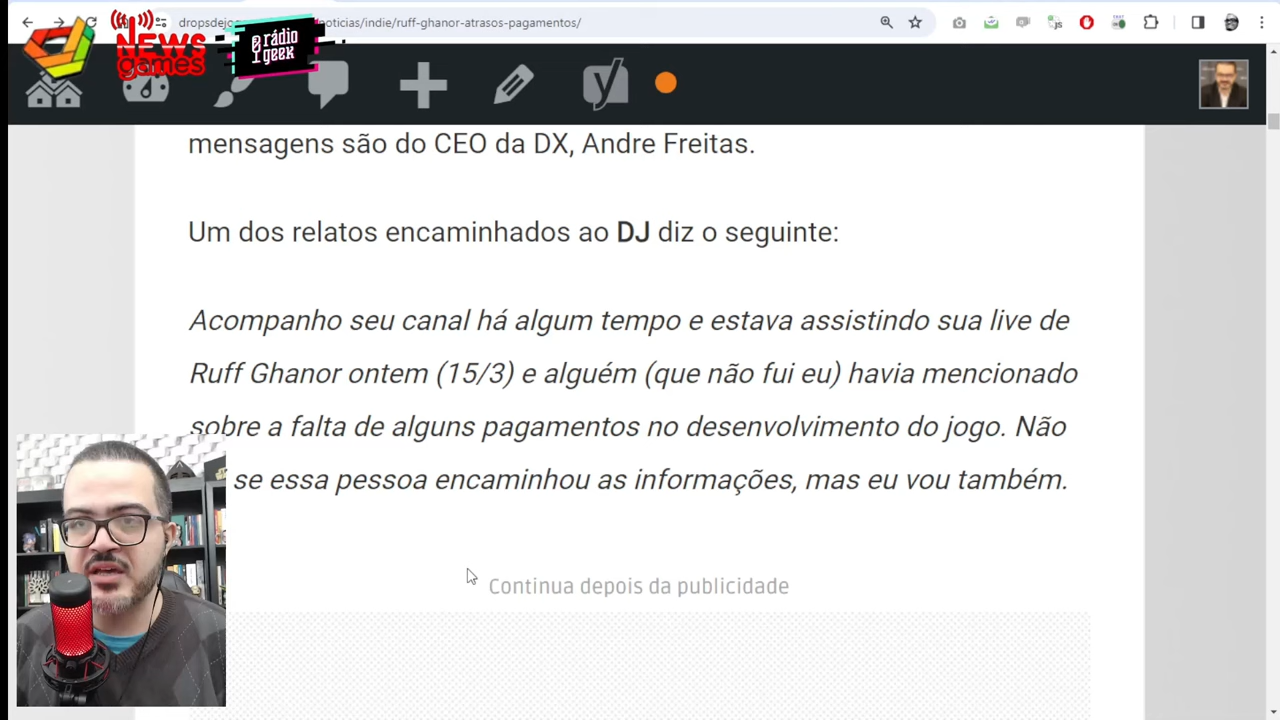 dropsdejo
noticias/indie/ruff-ghanor-atrasos-pagamentos/
NEWS
games
rádio
geek
mensagens são do CEO da DX, Andre Freitas.
Um dos relatos encaminhados ao DJ diz o seguinte:
Acompanho seu canal há algum tempo e estava assistindo sua live de
Ruff Ghanor ontem (15/3) e alguém (que não fui eu) havia mencionado
sobre a falta de alguns pagamentos no desenvolvimento do jogo. Não
se essa pessoa encaminhou as informações, mas eu vou também.
Continua depois da publicidade